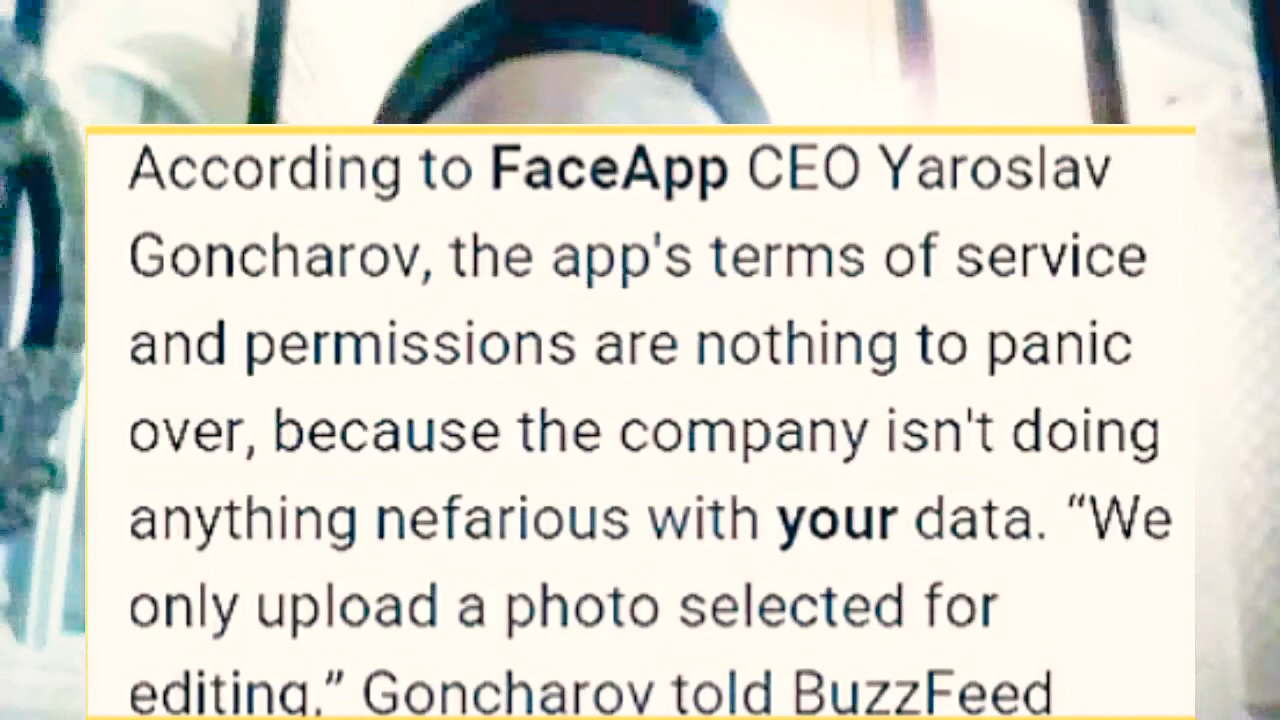 According to FaceApp CEO Yaroslav
Goncharov, the app's terms of service
and permissions are nothing to panic
over, because the company isn't doing
anything nefarious with your data. “We
only upload a photo selected for
editing,” Goncharov told BuzzFeed